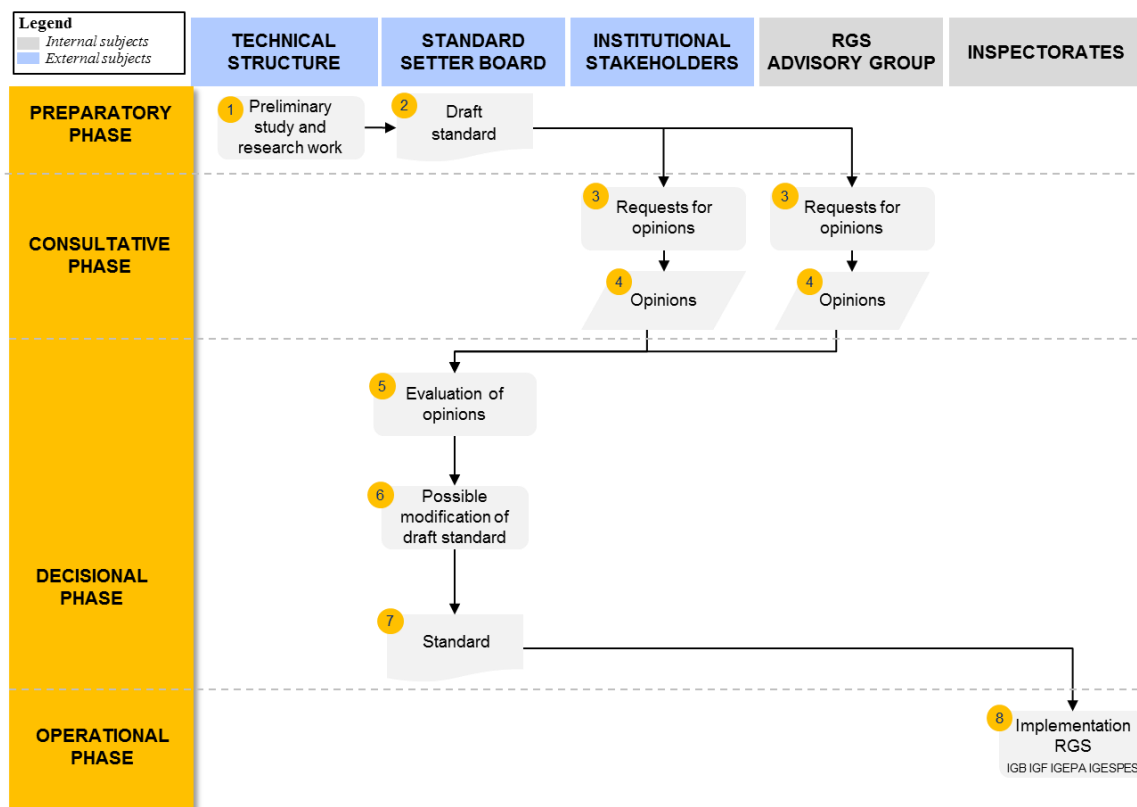 Legend
Internal subjects
External subjects
TECHNICAL
STRUCTURE
STANDARD
SETTER BOARD
INSTITUTIONAL
STAKEHOLDERS
RGS
ADVISORY GROUP
INSPECTORATES
PREPARATORY
PHASE
1
Preliminary
study and
research work
2
Draft
standard
CONSULTATIVE
PHASE
3
Requests for
opinions
3
Requests for
opinions
4
Opinions
4
Opinions
DECISIONAL
PHASE
5
Evaluation of
opinions
6
Possible
modification of
draft standard
7
Standard
OPERATIONAL
PHASE
8
Implementation
RGS
IGB IGF IGEPA IGESPES